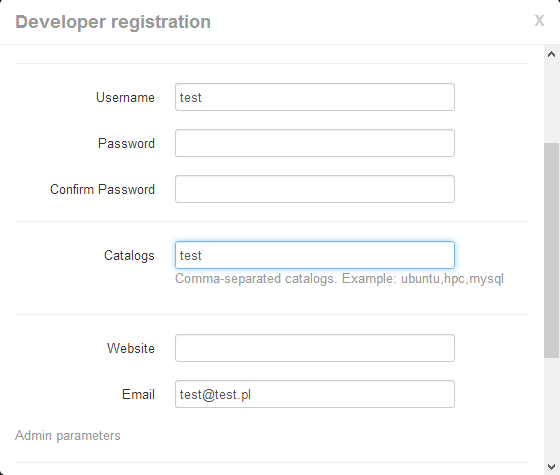 Developer registration x
Username test
Password
Confirm Password
Catalogs test
Comma-separated catalogs. Example: ubuntu,hpc,mysql
Website
Email test@test.pl
Admin parameters